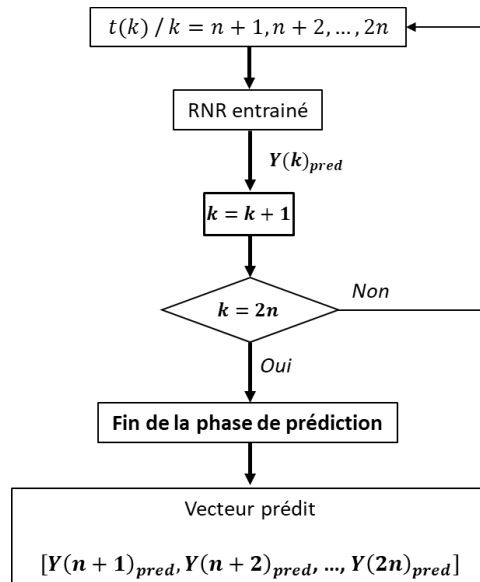 t(k) / k = n + 1, n + 2, ..., 2n
RNR entrainé
Y(k)pred
k = k + 1
k = 2n
Non
Oui
Fin de la phase de prédiction
Vecteur prédit
[Y(n + 1)pred, Y(n + 2)pred, ..., Y(2n)pred]